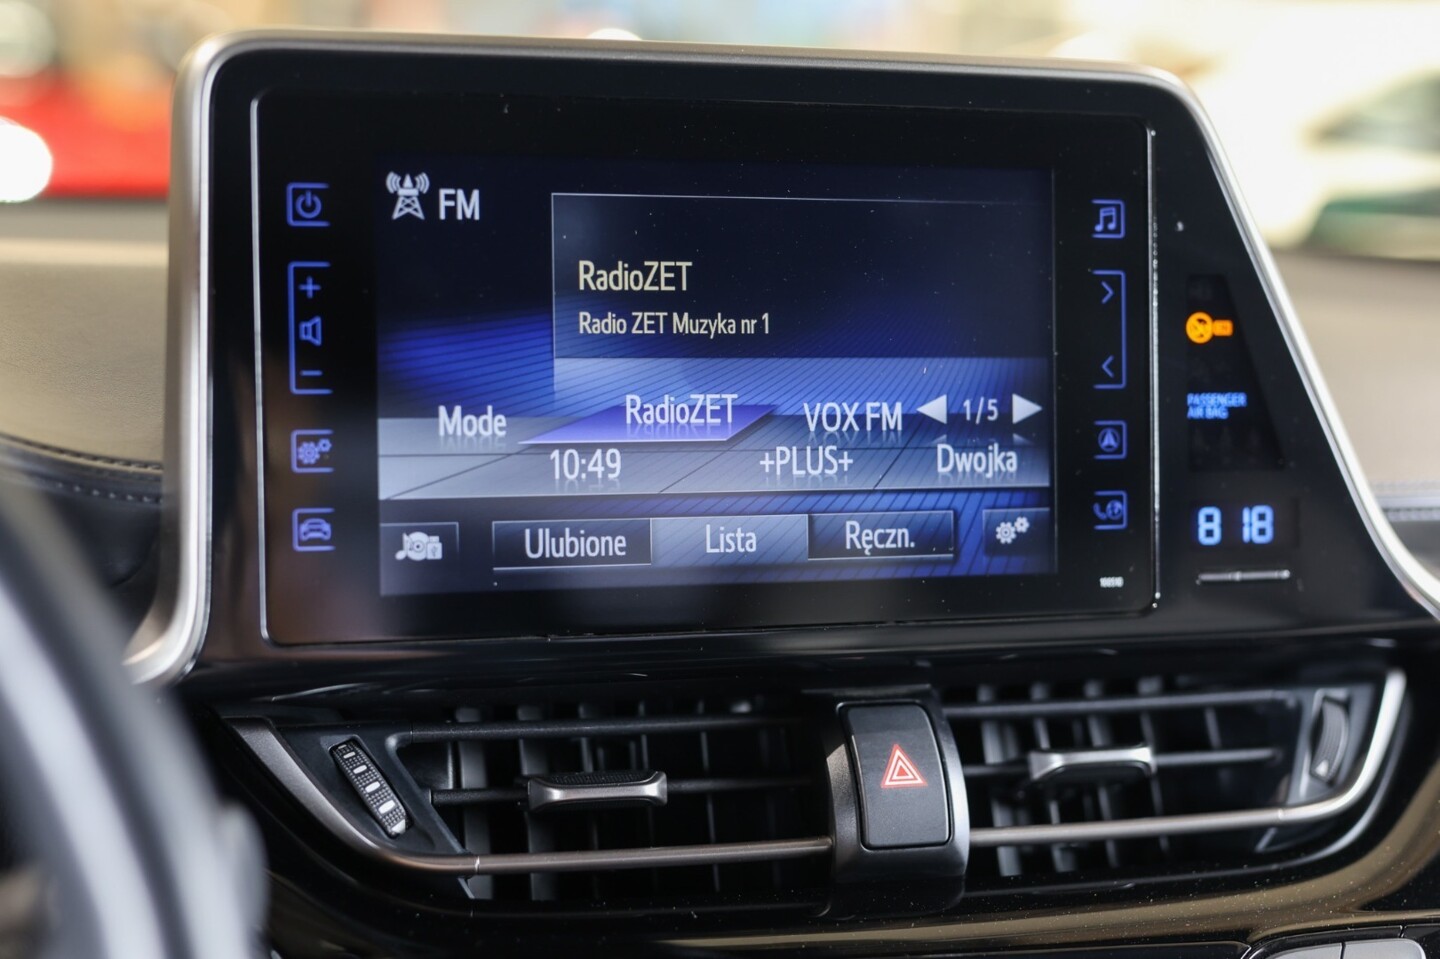 FM
RadioZET
Radio ZET Muzyka nr 1
Mode
RadioZET
VOX FM
1/5
10:49
+PLUS+
Dwojka
Ulubione
Lista
Ręczn.
PASSENGER
AIR BAG
8 18